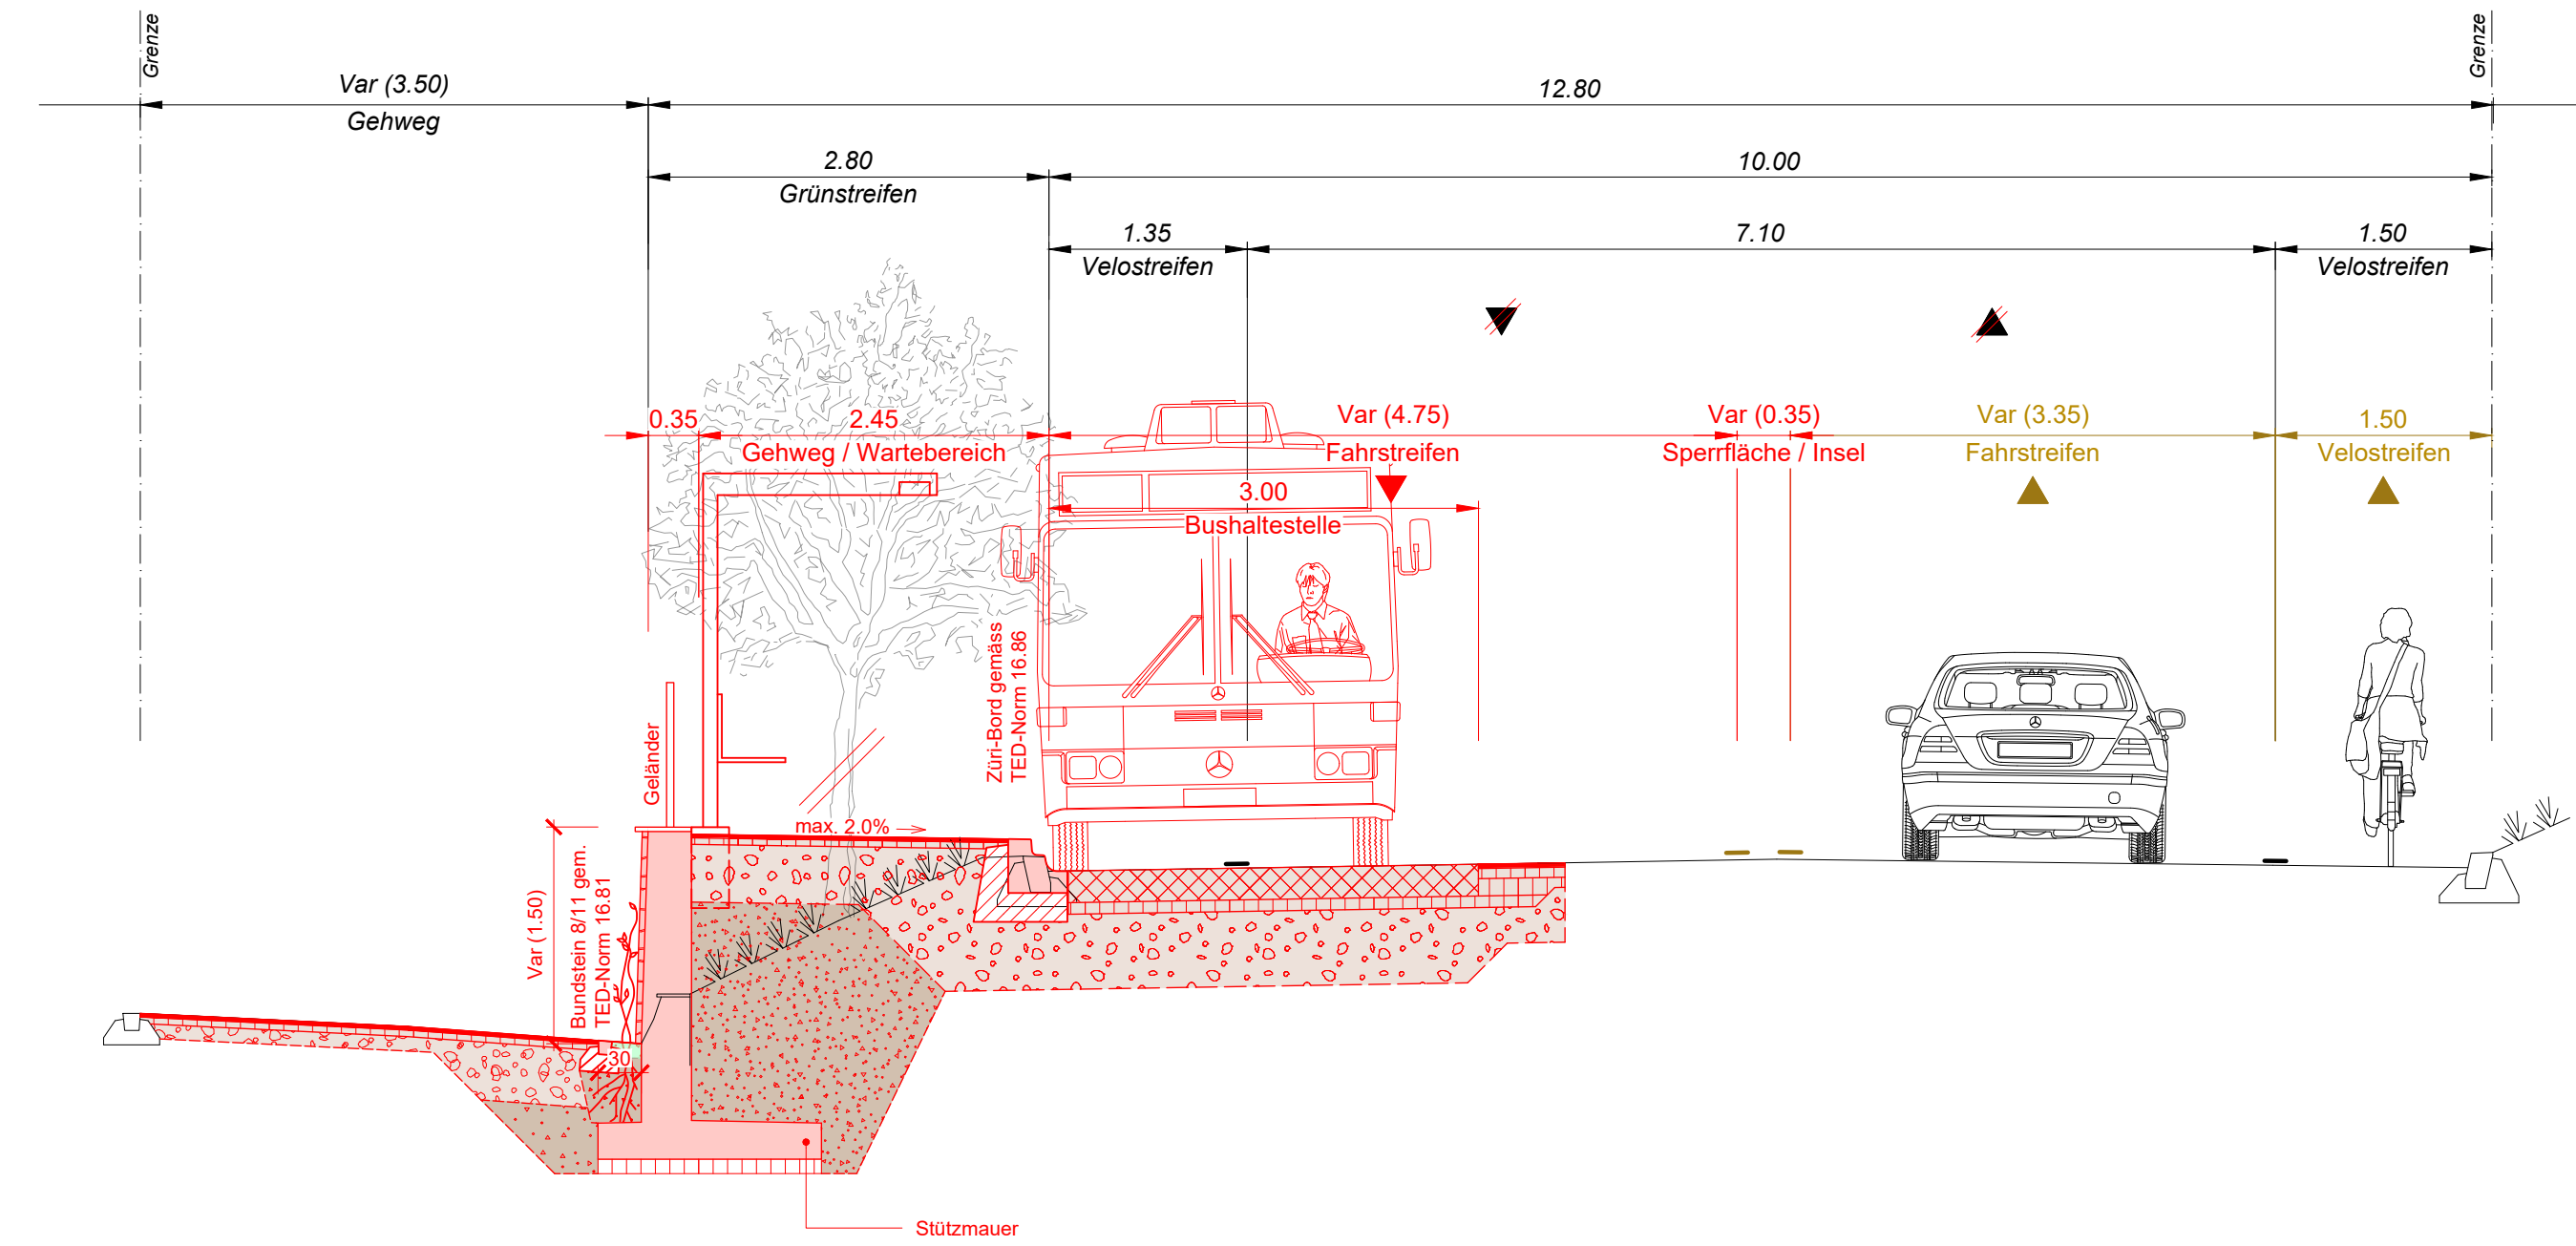 Grenze
Grenze
Var (3.50)
Gehweg
12.80
2.80
Grünstreifen
10.00
1.35
Velostreifen
7.10
1.50
Velostreifen
0.35
2.45
Gehweg / Wartebereich
Var (4.75)
Fahrstreifen
Var (0.35)
Sperrfläche / Insel
Var (3.35)
Fahrstreifen
1.50
Velostreifen
3.00
Bushaltestelle
Züri-Bord gemäss
TED-Norm 16.86
Geländer
max. 2.0%
Var (1.50)
Bundstein 8/11 gem.
TED-Norm 16.81
30
Stützmauer